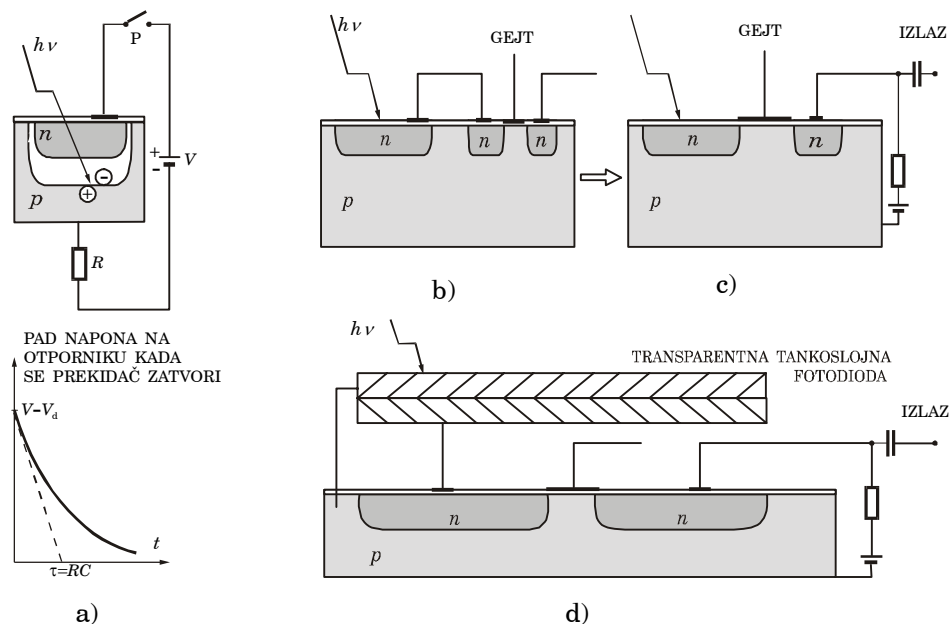 P
hν
n
+
-
V
p
R
PAD NAPONA NA
OTPORNIKU KADA
SE PREKIDAČ ZATVORI
V–Vd
t
τ=RC
a)
hν
GEJT
n
n
n
p
b)
GEJT
IZLAZ
n
n
p
c)
hν
TRANSPARENTNA TANKOSLOJNA
FOTODIODA
IZLAZ
n
n
p
d)